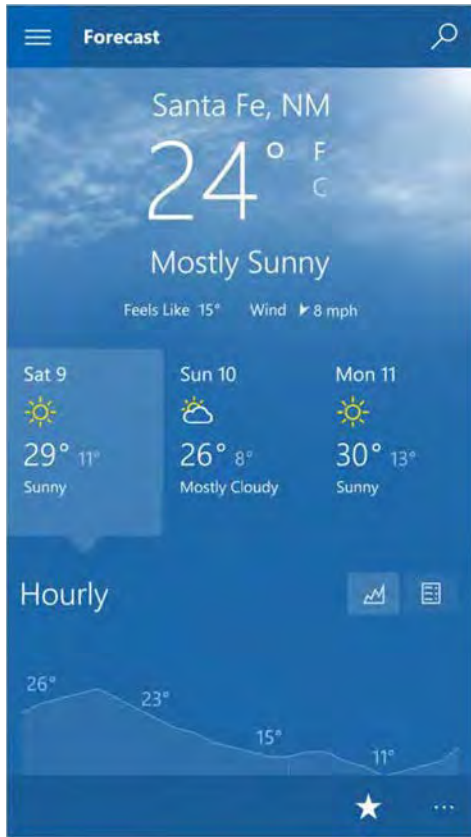 Forecast
Santa Fe, NM
24° F
C
Mostly Sunny
Feels Like 15° Wind 8 mph
Sat 9 Sun 10 Mon 11
29° 11° 26° 8° 30° 13°
Sunny Mostly Cloudy Sunny
Hourly
26°
23°
15°
11°